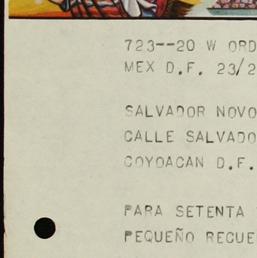 723--20 W ORD
MEX D.F. 23/2
SALVADOR NOVO
CALLE SALVADO
COYOACAN D.F.
PARA SETENTA
PEQUEÑO RECUE